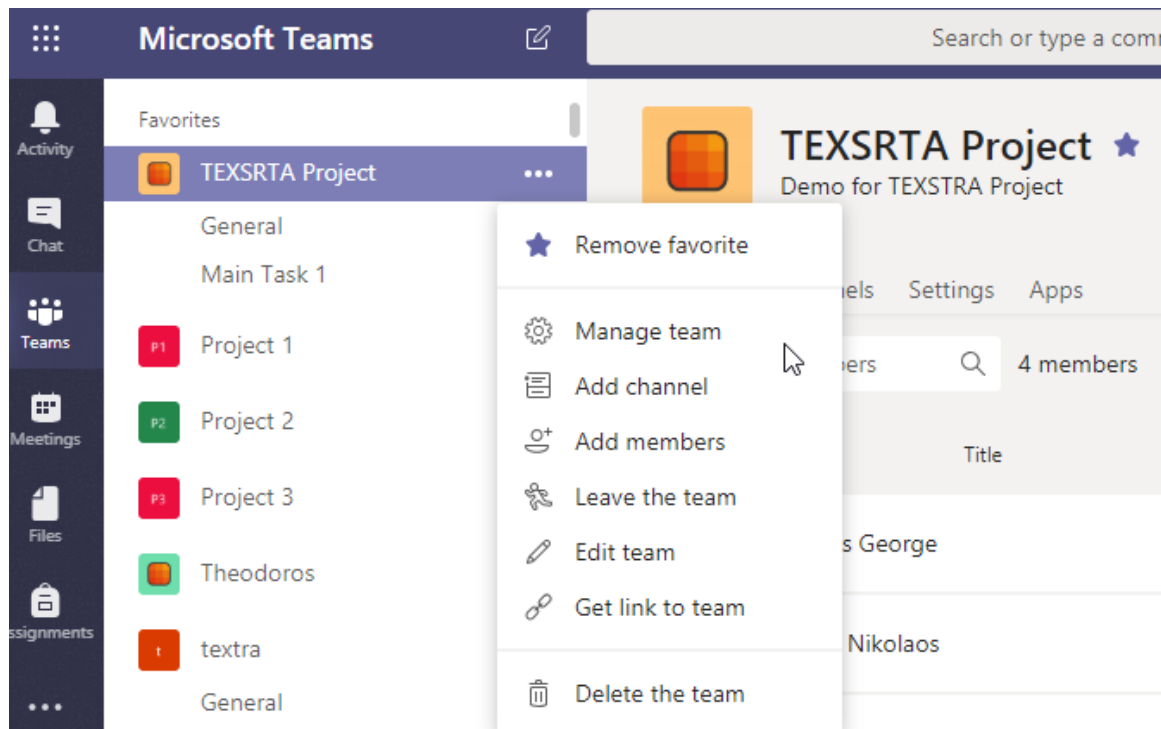 Microsoft Teams
Search or type a com
Activity
Chat
Teams
Meetings
Files
ssignments
Favorites
TEXSRTA Project
General
Main Task 1
P1 Project 1
P2 Project 2
P3 Project 3
Theodoros
t textra
General
TEXSRTA Project
Demo for TEXSTRA Project
Remove favorite
Manage team
Add channel
Add members
Leave the team
Edit team
Get link to team
Delete the team
nels Settings Apps
bers 4 members
Title
s George
Nikolaos